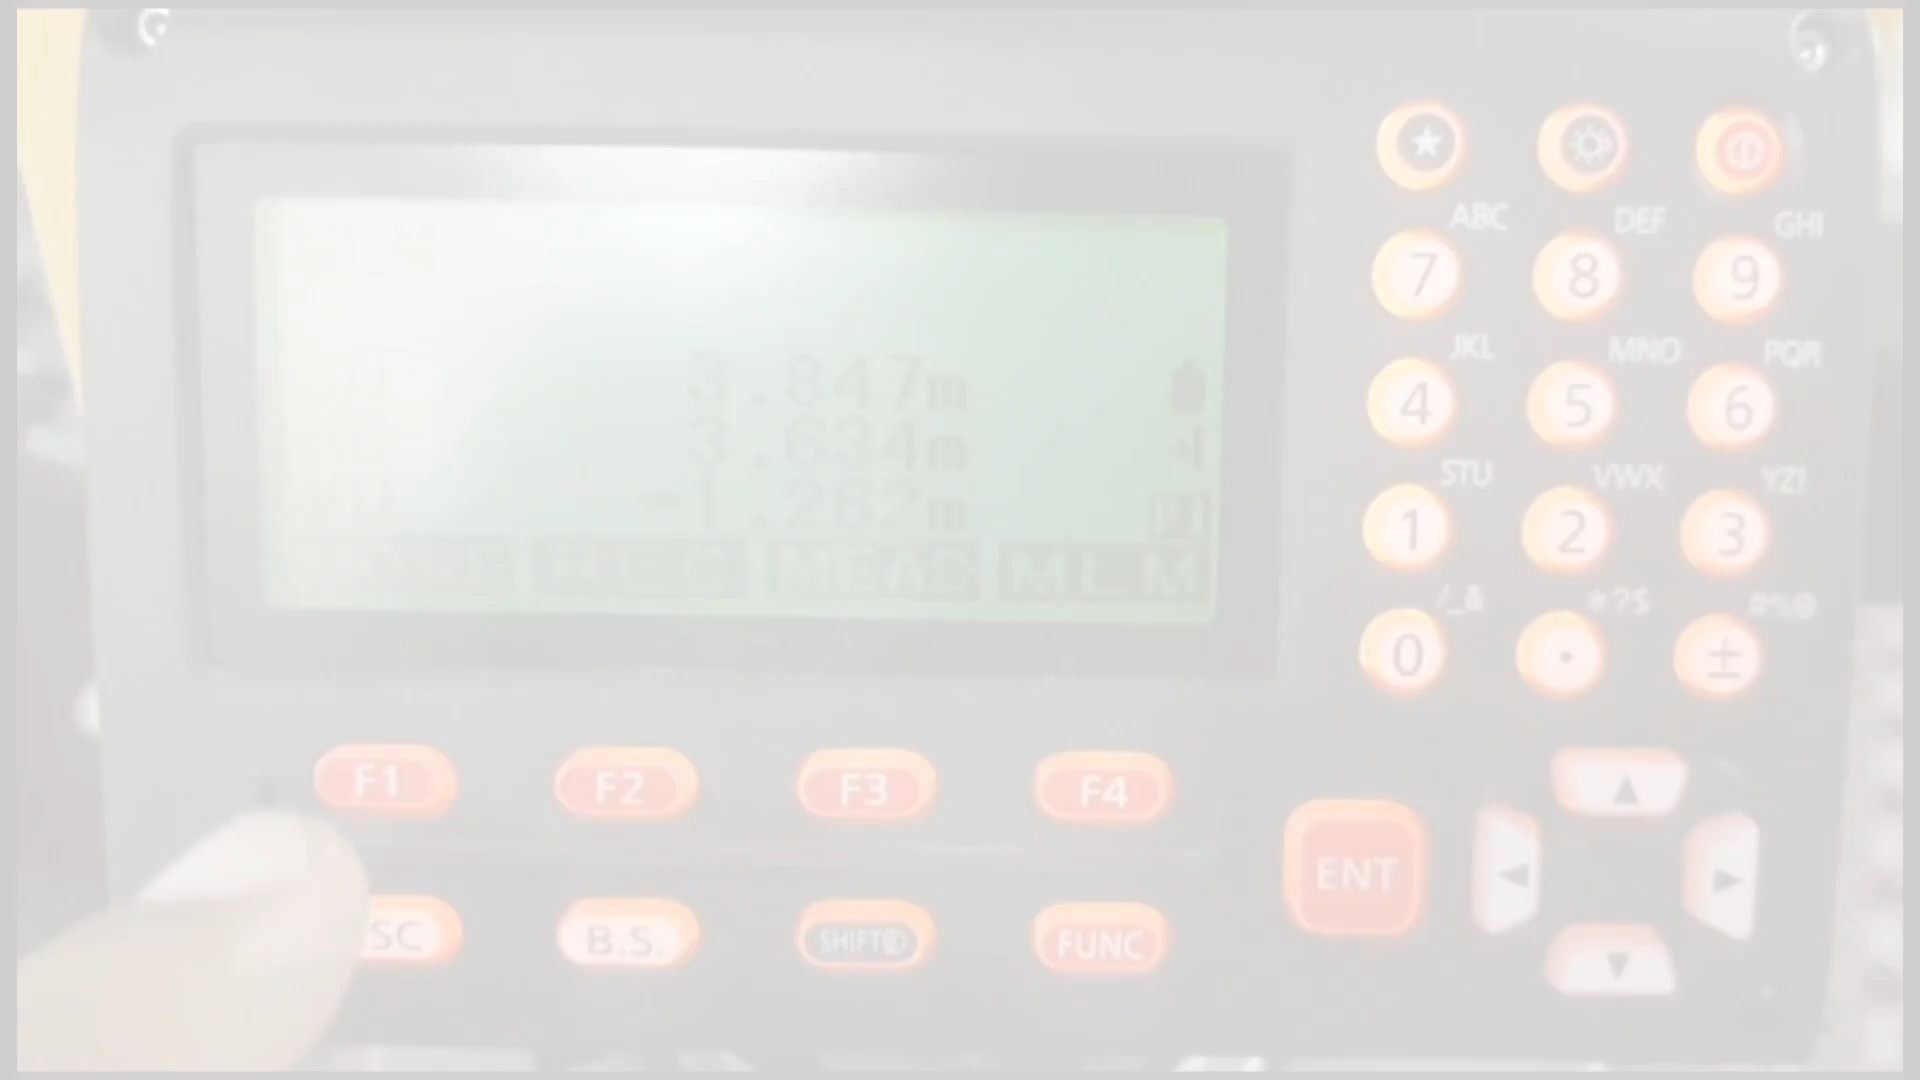 3.847m
3.634m
-1.262m
REC MEAS MLM
ABC DEF GHI
7 8 9
JKL MNO PQR
4 5 6
STU VWX YZ!
1 2 3
/_& *?$ #%@
0 . ±
F1 F2 F3 F4
ENT
SC B.S. SHIFT FUNC